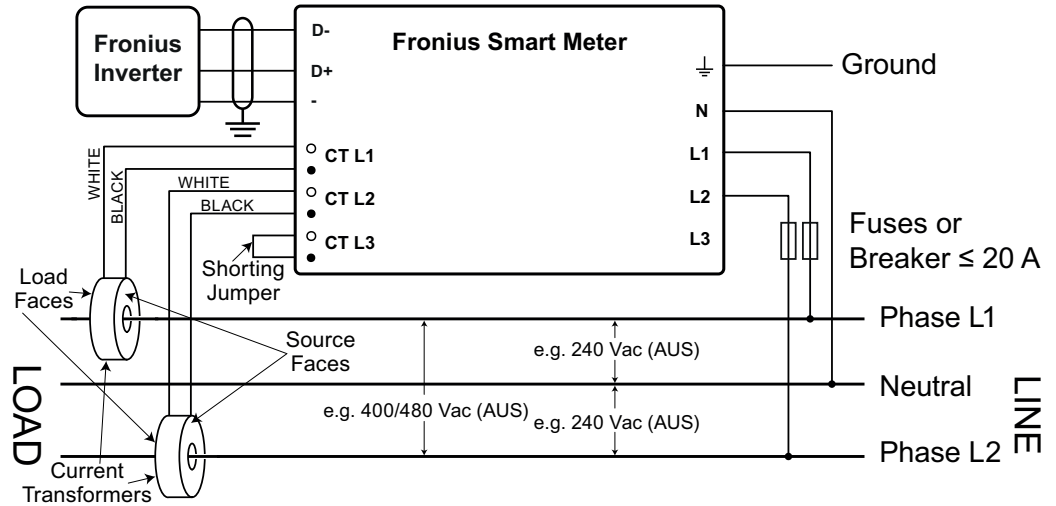 Fronius
Inverter
D-
D+
-
Fronius Smart Meter
Ground
N
L1
L2
L3
CT L1
CT L2
CT L3
WHITE
BLACK
WHITE
BLACK
Shorting
Jumper
Fuses or
Breaker ≤ 20 A
Load
Faces
Source
Faces
Phase L1
e.g. 240 Vac (AUS)
Neutral
e.g. 400/480 Vac (AUS)
e.g. 240 Vac (AUS)
Phase L2
LOAD
LINE
Current
Transformers